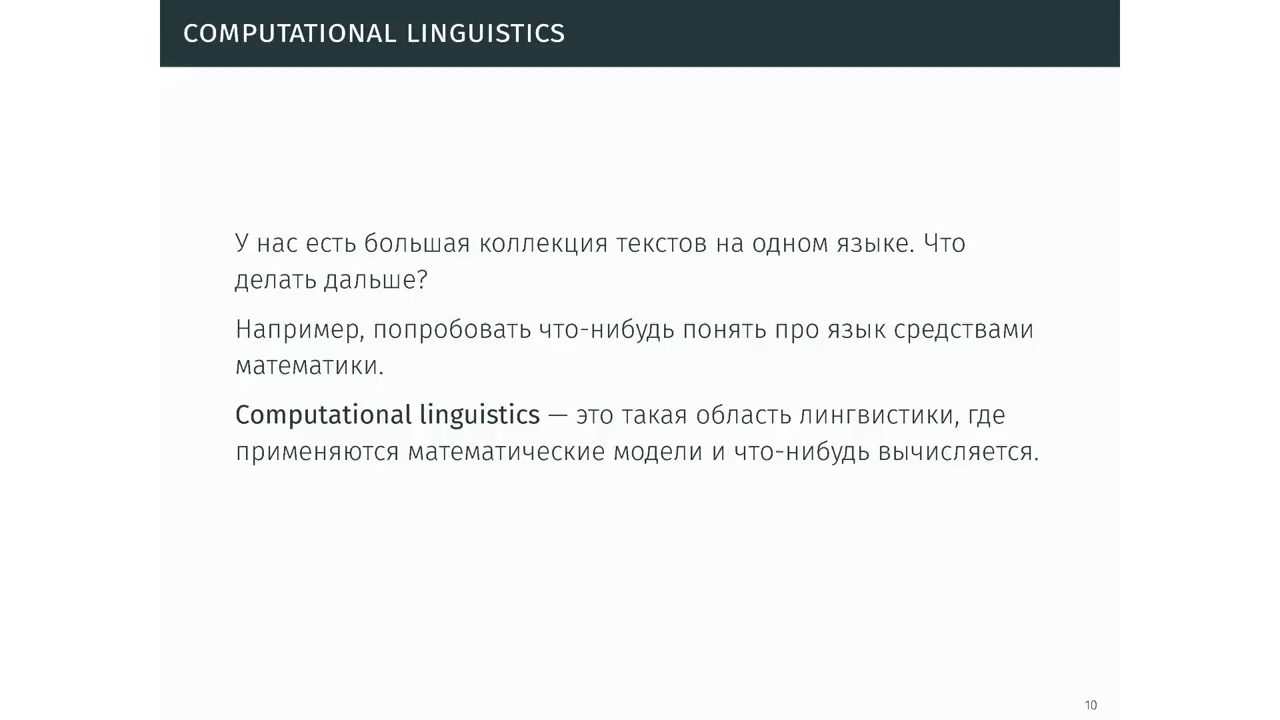 COMPUTATIONAL LINGUISTICS
У нас есть большая коллекция текстов на одном языке. Что
делать дальше?
Например, попробовать что-нибудь понять про язык средствами
математики.
Computational linguistics — это такая область лингвистики, где
применяются математические модели и что-нибудь вычисляется.
10